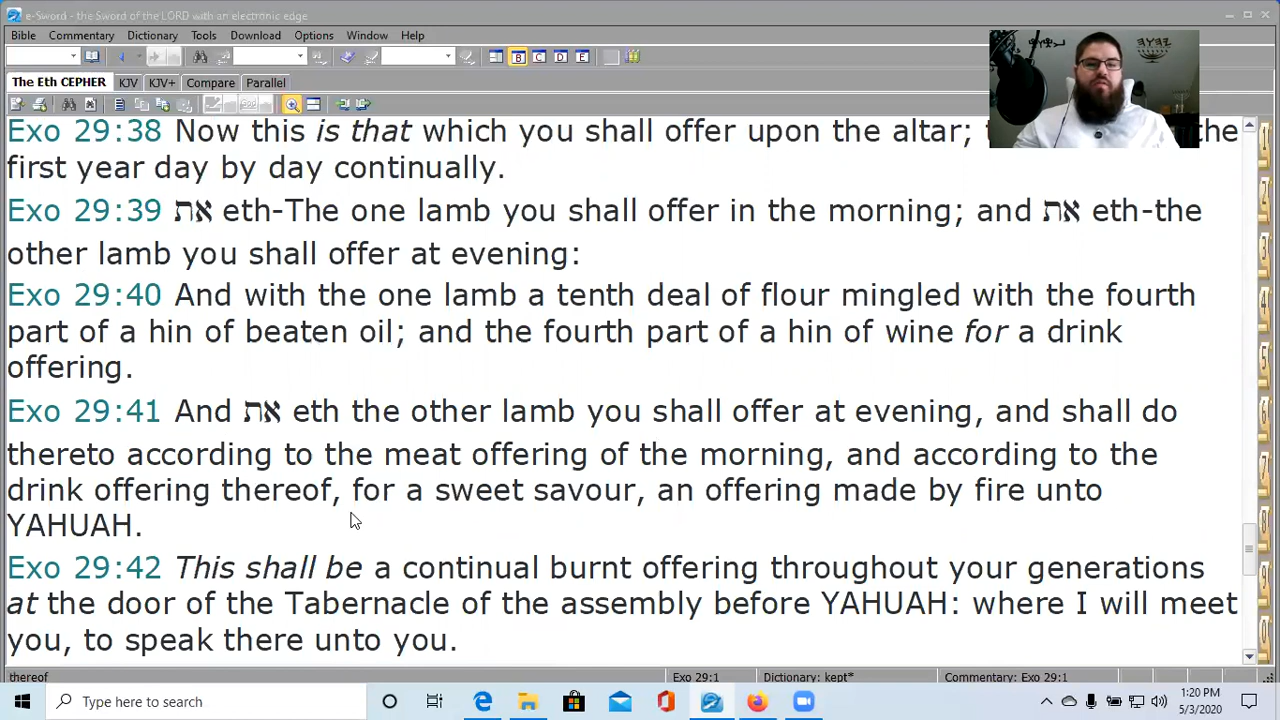 e-Sword - the Sword of the LORD with an electronic edge
Bible Commentary Dictionary Tools Download Options Window Help
B C D E
The Eth CEPHER KJV KJV+ Compare Parallel
Exo 29:38 Now this is that which you shall offer upon the altar; the
first year day by day continually.
Exo 29:39 את eth-The one lamb you shall offer in the morning; and את eth-the
other lamb you shall offer at evening:
Exo 29:40 And with the one lamb a tenth deal of flour mingled with the fourth
part of a hin of beaten oil; and the fourth part of a hin of wine for a drink
offering.
Exo 29:41 And את eth the other lamb you shall offer at evening, and shall do
thereto according to the meat offering of the morning, and according to the
drink offering thereof, for a sweet savour, an offering made by fire unto
YAHUAH.
Exo 29:42 This shall be a continual burnt offering throughout your generations
at the door of the Tabernacle of the assembly before YAHUAH: where I will meet
you, to speak there unto you.
thereof Exo 29:1 Dictionary: kept* Commentary: Exo 29:1
Type here to search
1:20 PM
5/3/2020